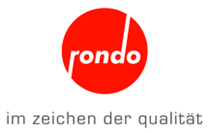 rondo
im zeichen der qualität